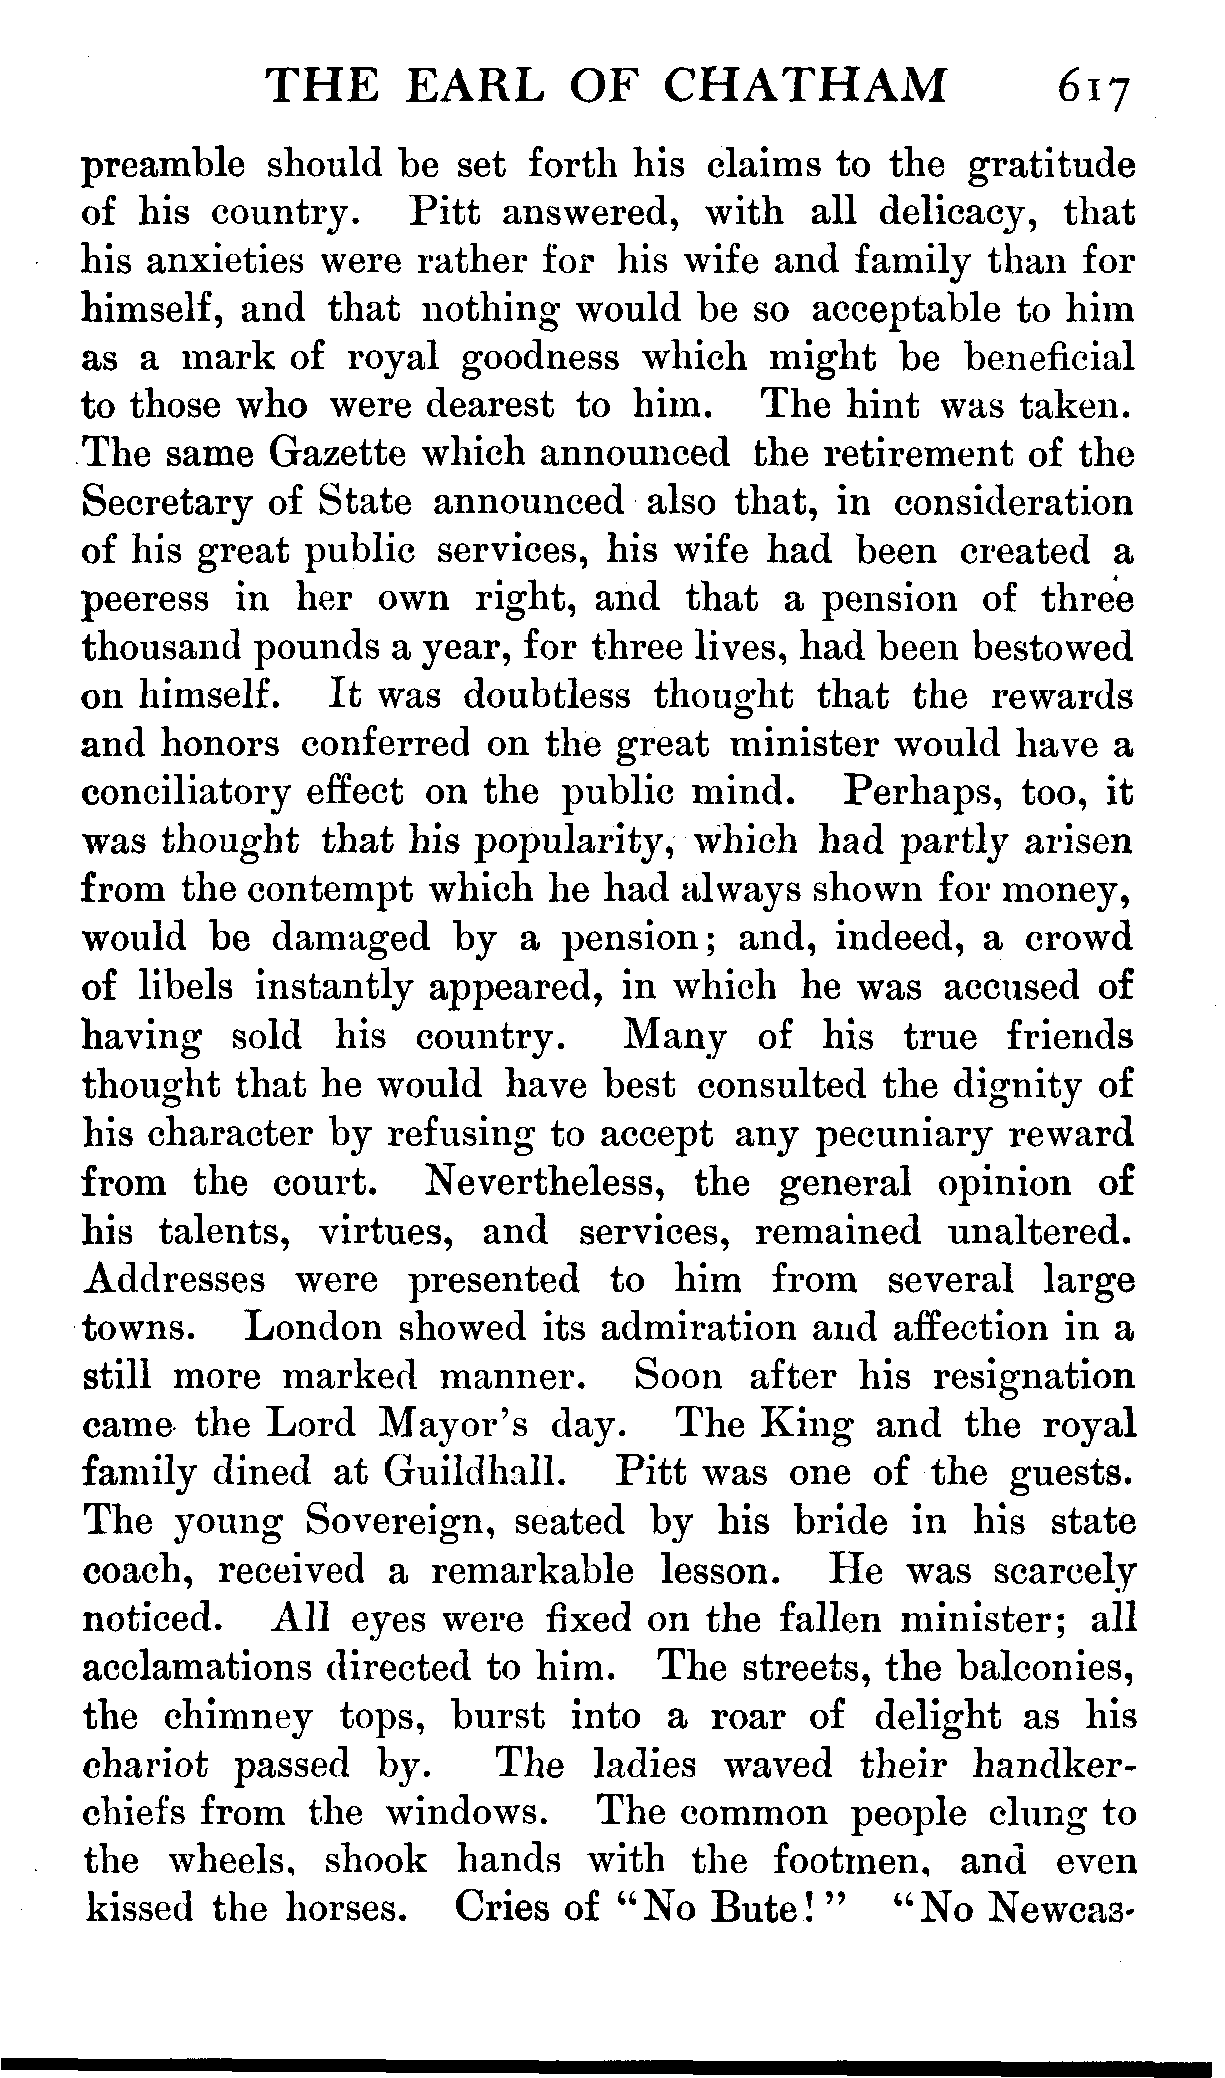 THE EARL OF CHATHAM 617
preamble should be set forth his claims to the gratitude
of his country. Pitt answered, with all delicacy, that
his anxieties were rather for his wife and family than for
himself, and that nothing would be so acceptable to him
as a mark of royal goodness which might be beneficial
to those who were dearest to him. The hint was taken.
The same Gazette which announced the retirement of the
Secretary of State announced also that, in consideration
of his great public services, his wife had been created a
peeress in her own right, and that a pension of three
thousand pounds a year, for three lives, had been bestowed
on himself. It was doubtless thought that the rewards
and honors conferred on the great minister would have a
conciliatory effect on the public mind. Perhaps, too, it
was thought that his popularity, which had partly arisen
from the contempt which he had always shown for money,
would be damaged by a pension; and, indeed, a crowd
of libels instantly appeared, in which he was accused of
having sold his country. Many of his true friends
thought that he would have best consulted the dignity of
his character by refusing to accept any pecuniary reward
from the court. Nevertheless, the general opinion of
his talents, virtues, and services, remained unaltered.
Addresses were presented to him from several large
towns. London showed its admiration and affection in a
still more marked manner. Soon after his resignation
came the Lord Mayor's day. The King and the royal
family dined at Guildhall. Pitt was one of the guests.
The young Sovereign, seated by his bride in his state
coach, received a remarkable lesson. He was scarcely
noticed. All eyes were fixed on the fallen minister; all
acclamations directed to him. The streets, the balconies,
the chimney tops, burst into a roar of delight as his
chariot passed by. The ladies waved their handker-
chiefs from the windows. The common people clung to
the wheels, shook hands with the footmen, and even
kissed the horses. Cries of "No Bute!" "No Newcas-